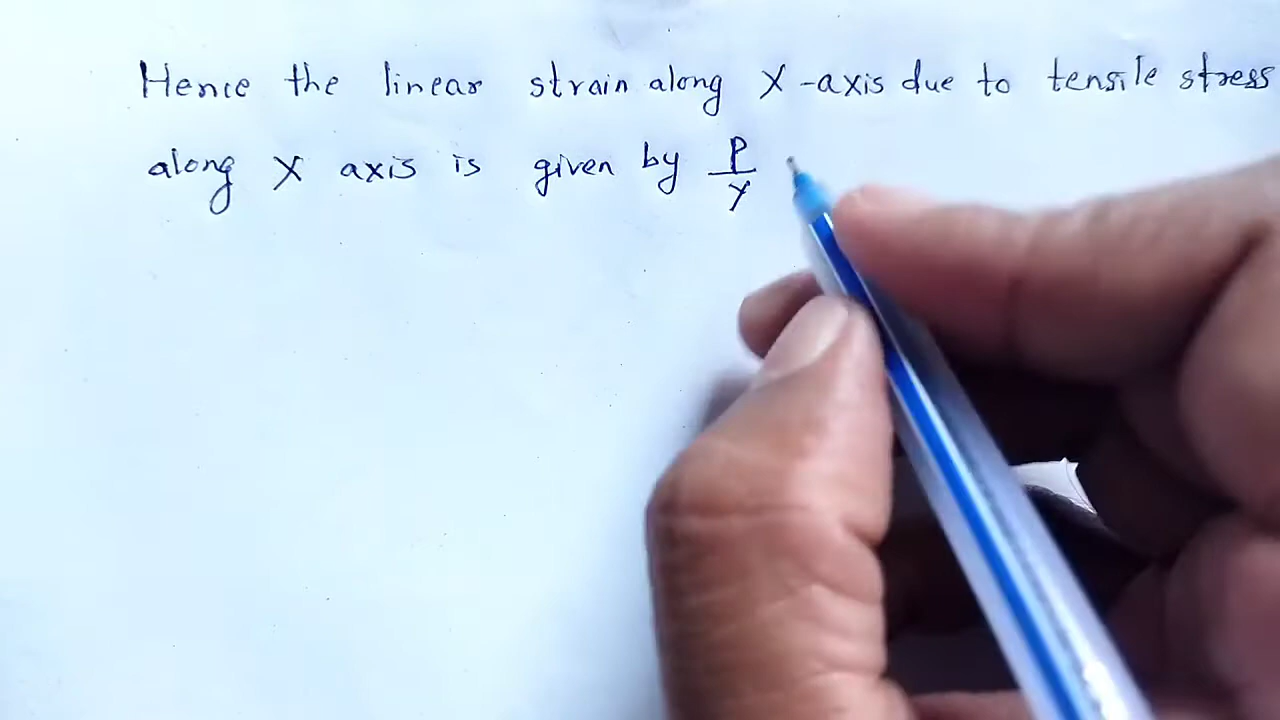 Hence the linear strain along X-axis due to tensile stress
along X axis is given by P/Y